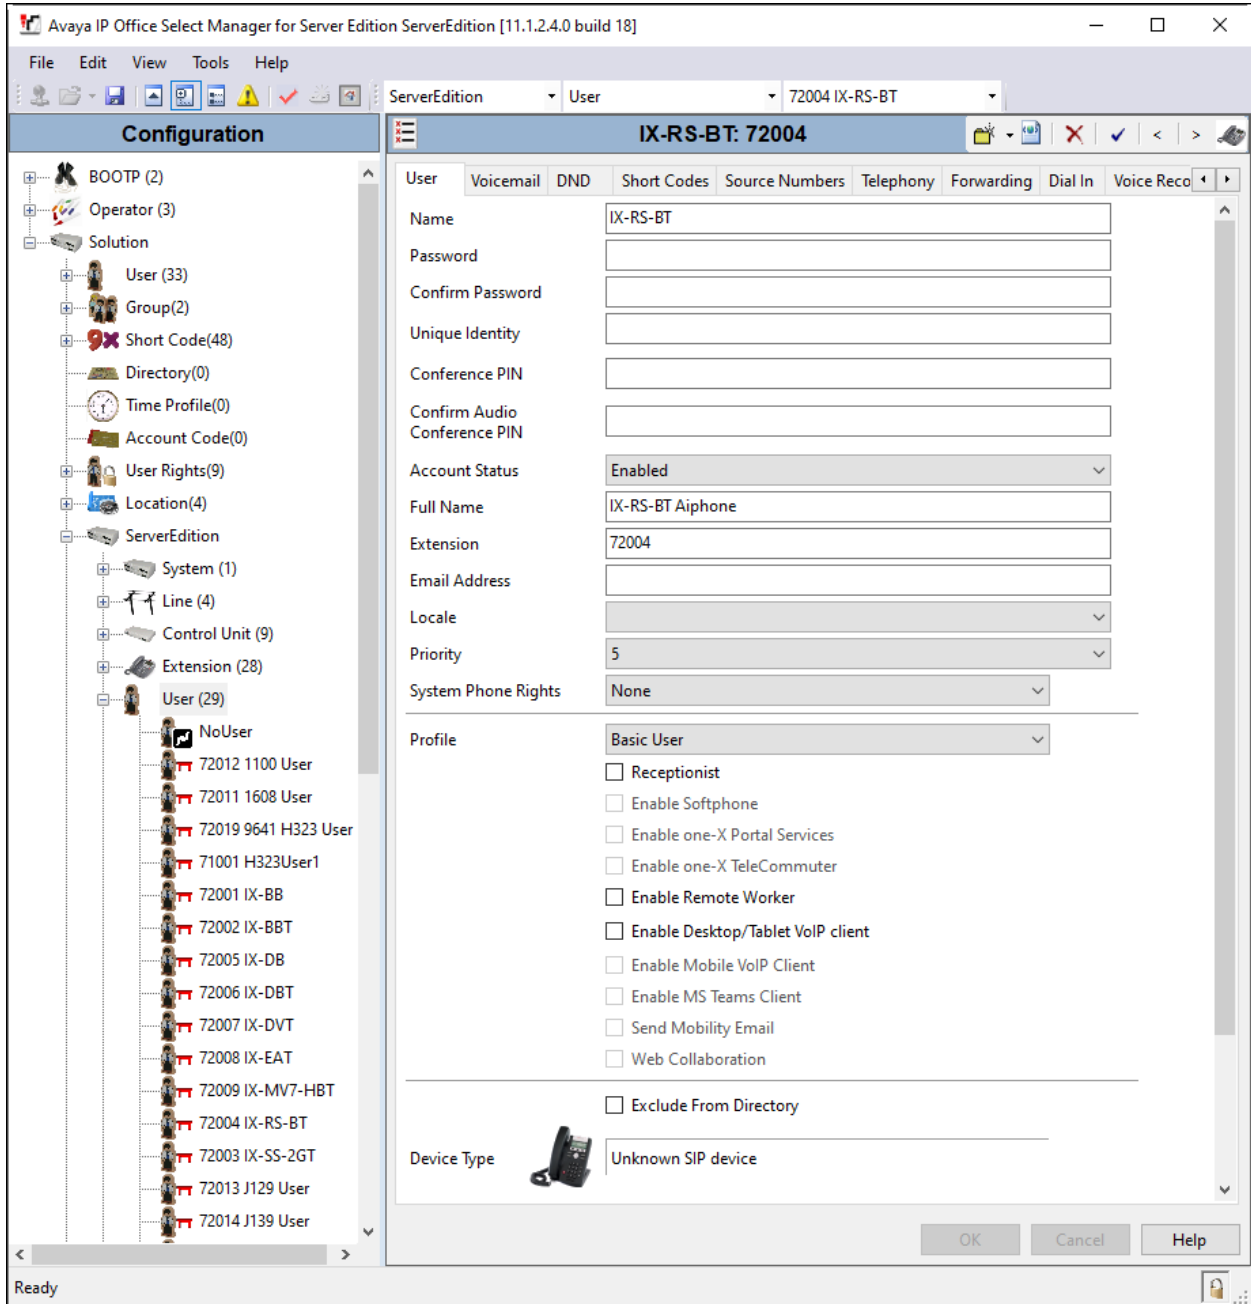 Avaya IP Office Select Manager for Server Edition ServerEdition [11.1.2.4.0 build 18]
File Edit View Tools Help
ServerEdition User 72004 IX-RS-BT
Configuration
BOOTP (2)
Operator (3)
Solution
User (33)
Group(2)
Short Code(48)
Directory(0)
Time Profile(0)
Account Code(0)
User Rights(9)
Location(4)
ServerEdition
System (1)
Line (4)
Control Unit (9)
Extension (28)
User (29)
NoUser
72012 1100 User
72011 1608 User
72019 9641 H323 User
71001 H323User1
72001 IX-BB
72002 IX-BBT
72005 IX-DB
72006 IX-DBT
72007 IX-DVT
72008 IX-EAT
72009 IX-MV7-HBT
72004 IX-RS-BT
72003 IX-SS-2GT
72013 J129 User
72014 J139 User
IX-RS-BT: 72004
User Voicemail DND Short Codes Source Numbers Telephony Forwarding Dial In Voice Reco
Name IX-RS-BT
Password
Confirm Password
Unique Identity
Conference PIN
Confirm Audio
Conference PIN
Account Status Enabled
Full Name IX-RS-BT Aiphone
Extension 72004
Email Address
Locale
Priority 5
System Phone Rights None
Profile Basic User
Receptionist
Enable Softphone
Enable one-X Portal Services
Enable one-X TeleCommuter
Enable Remote Worker
Enable Desktop/Tablet VoIP client
Enable Mobile VoIP Client
Enable MS Teams Client
Send Mobility Email
Web Collaboration
Exclude From Directory
Device Type Unknown SIP device
OK Cancel Help
Ready